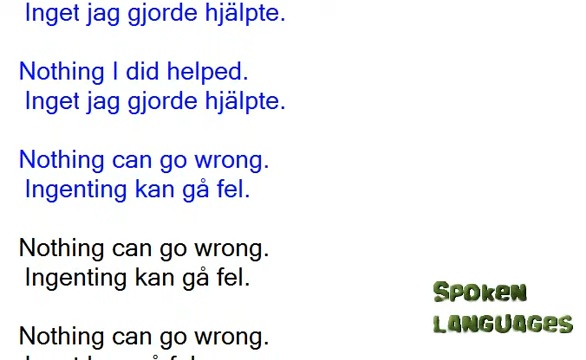 Inget jag gjorde hjälpte.
Nothing I did helped.
Inget jag gjorde hjälpte.
Nothing can go wrong.
Ingenting kan gå fel.
Nothing can go wrong.
Ingenting kan gå fel.
Nothing can go wrong.
SPOKEN
LANGUAGES